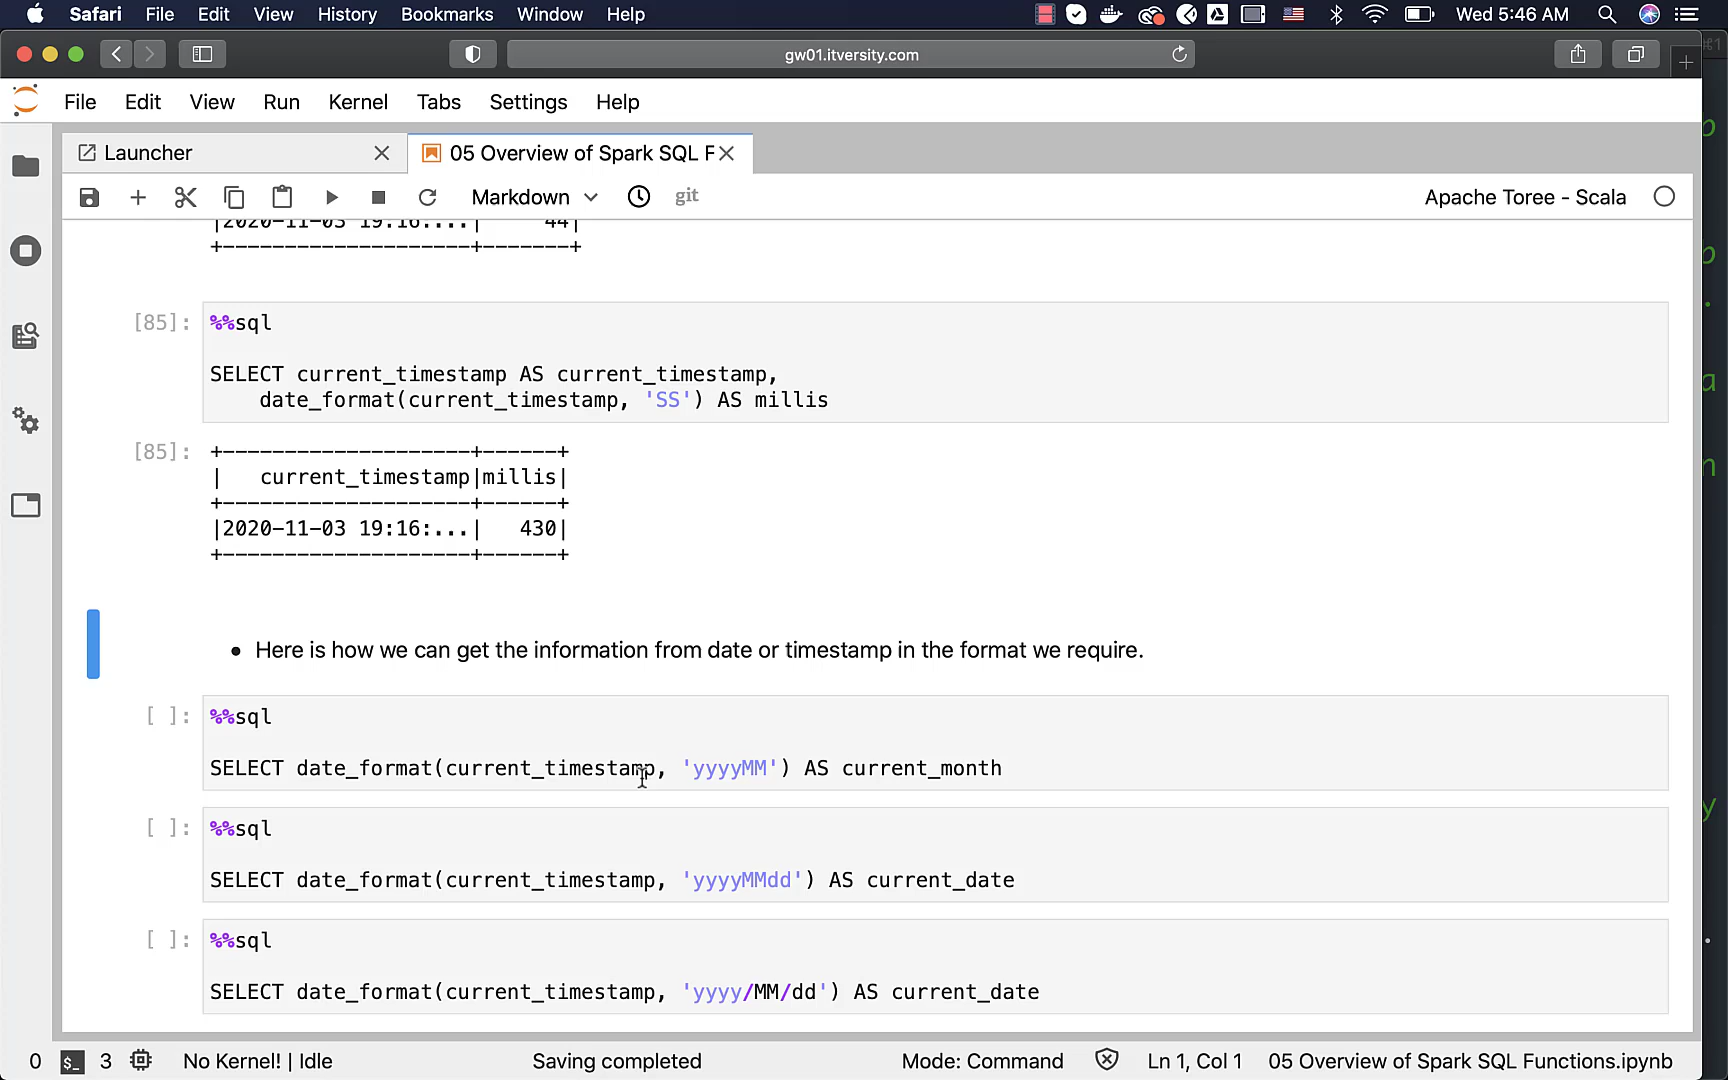 Safari File Edit View History Bookmarks Window Help Wed 5:46 AM
gw01.itversity.com
File Edit View Run Kernel Tabs Settings Help
Launcher 05 Overview of Spark SQL F
Markdown git Apache Toree - Scala
|2020-11-03 19:16:...| 44|
+-------------------+-------+
[85]: %%sql
SELECT current_timestamp AS current_timestamp,
date_format(current_timestamp, 'SS') AS millis
[85]: +-------------------+------+
| current_timestamp|millis|
+-------------------+------+
|2020-11-03 19:16:...| 430|
+-------------------+------+
• Here is how we can get the information from date or timestamp in the format we require.
[ ]: %%sql
SELECT date_format(current_timestamp, 'yyyyMM') AS current_month
[ ]: %%sql
SELECT date_format(current_timestamp, 'yyyyMMdd') AS current_date
[ ]: %%sql
SELECT date_format(current_timestamp, 'yyyy/MM/dd') AS current_date
0 $_ 3 No Kernel! | Idle Saving completed Mode: Command Ln 1, Col 1 05 Overview of Spark SQL Functions.ipynb